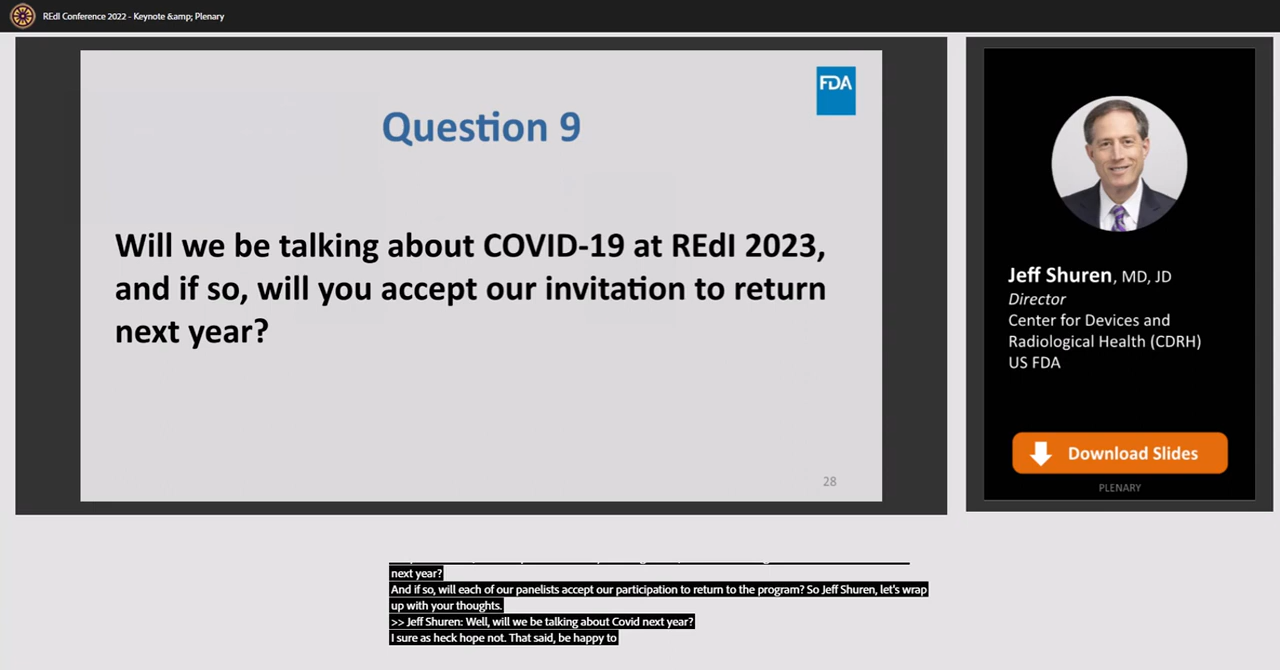 REdI Conference 2022 - Keynote &amp; Plenary
FDA
Question 9
Will we be talking about COVID-19 at REdI 2023,
and if so, will you accept our invitation to return
next year?
28
Jeff Shuren, MD, JD
Director
Center for Devices and
Radiological Health (CDRH)
US FDA
Download Slides
PLENARY
next year?
And if so, will each of our panelists accept our participation to return to the program? So Jeff Shuren, let's wrap
up with your thoughts.
>> Jeff Shuren: Well, will we be talking about Covid next year?
I sure as heck hope not. That said, be happy to